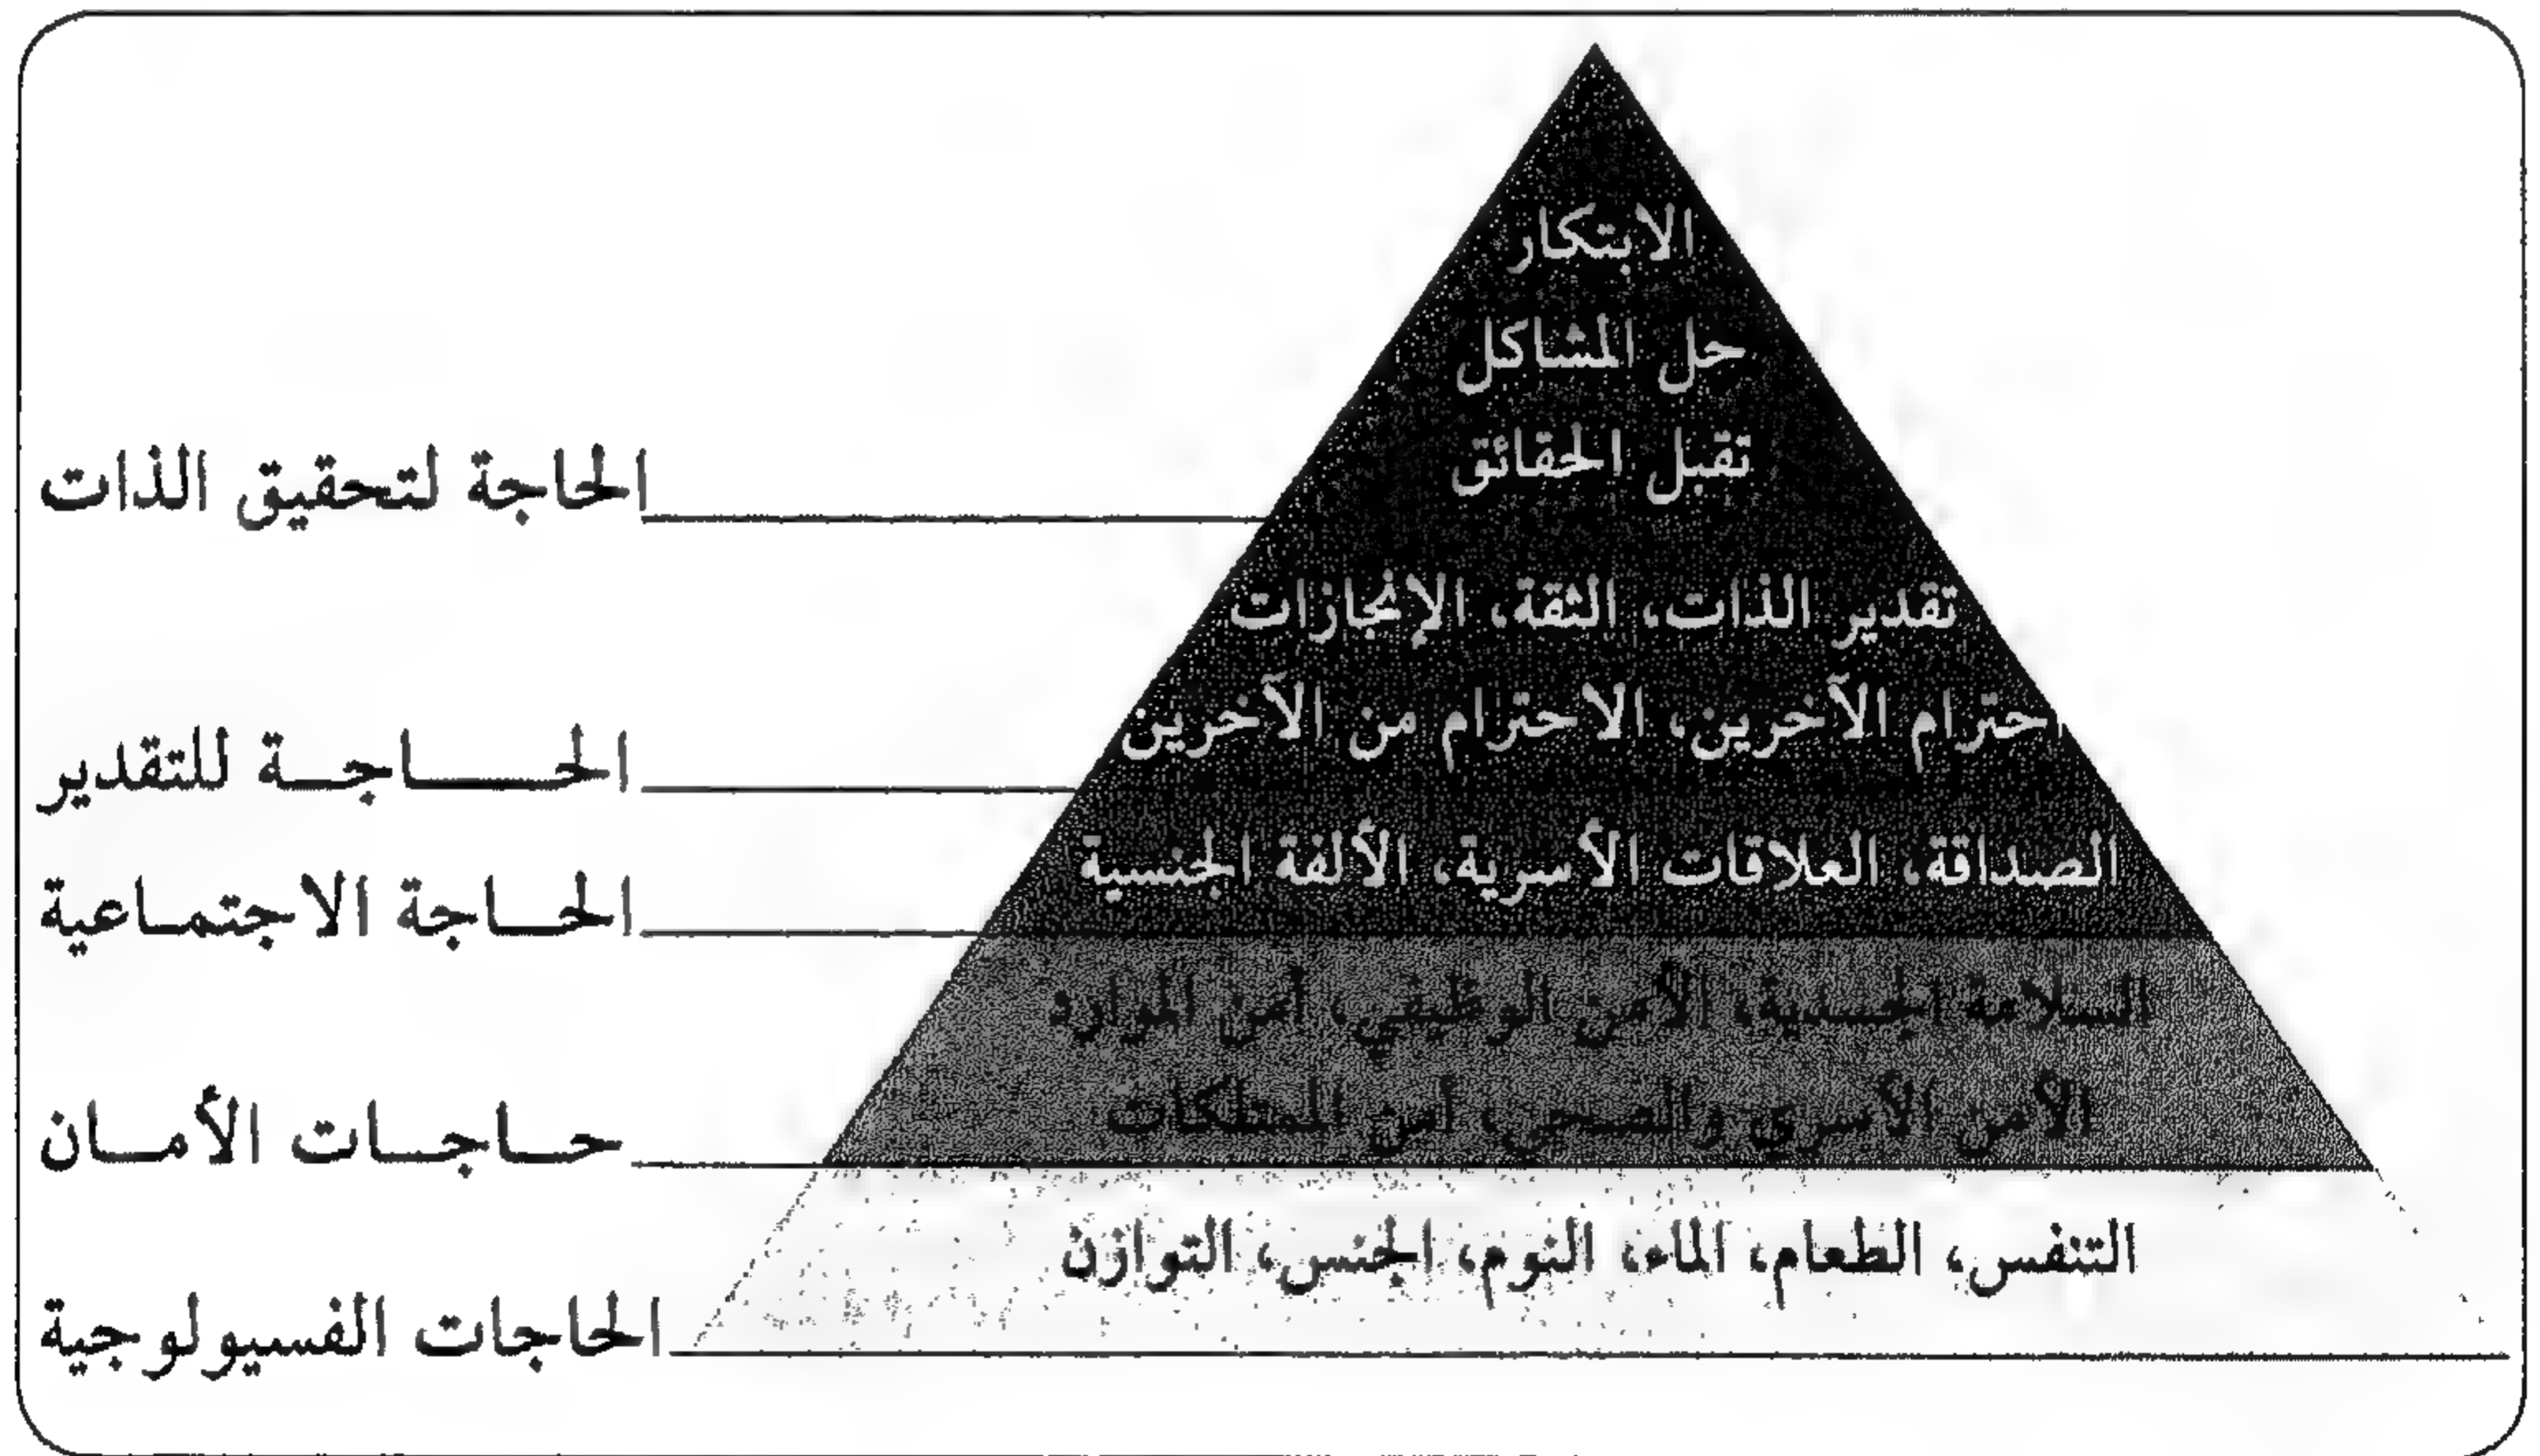 الابتكار
حل المشاكل
تقبل الحقائق
الحاجة لتحقيق الذات
تقدير الذات، الثقة، الإنجازات
احترام الآخرين، الاحترام من الآخرين
الحاجة للتقدير
الصداقة، العلاقات الأسرية، الألفة الجنسية
الحاجة الاجتماعية
السلامة الجسدية، الأمن الوظيفي، أمن الموارد
الأمن الأسري والصحي، أمن الممتلكات
حاجات الأمان
التنفس، الطعام، الماء، النوم، الجنس، التوازن
الحاجات الفسيولوجية